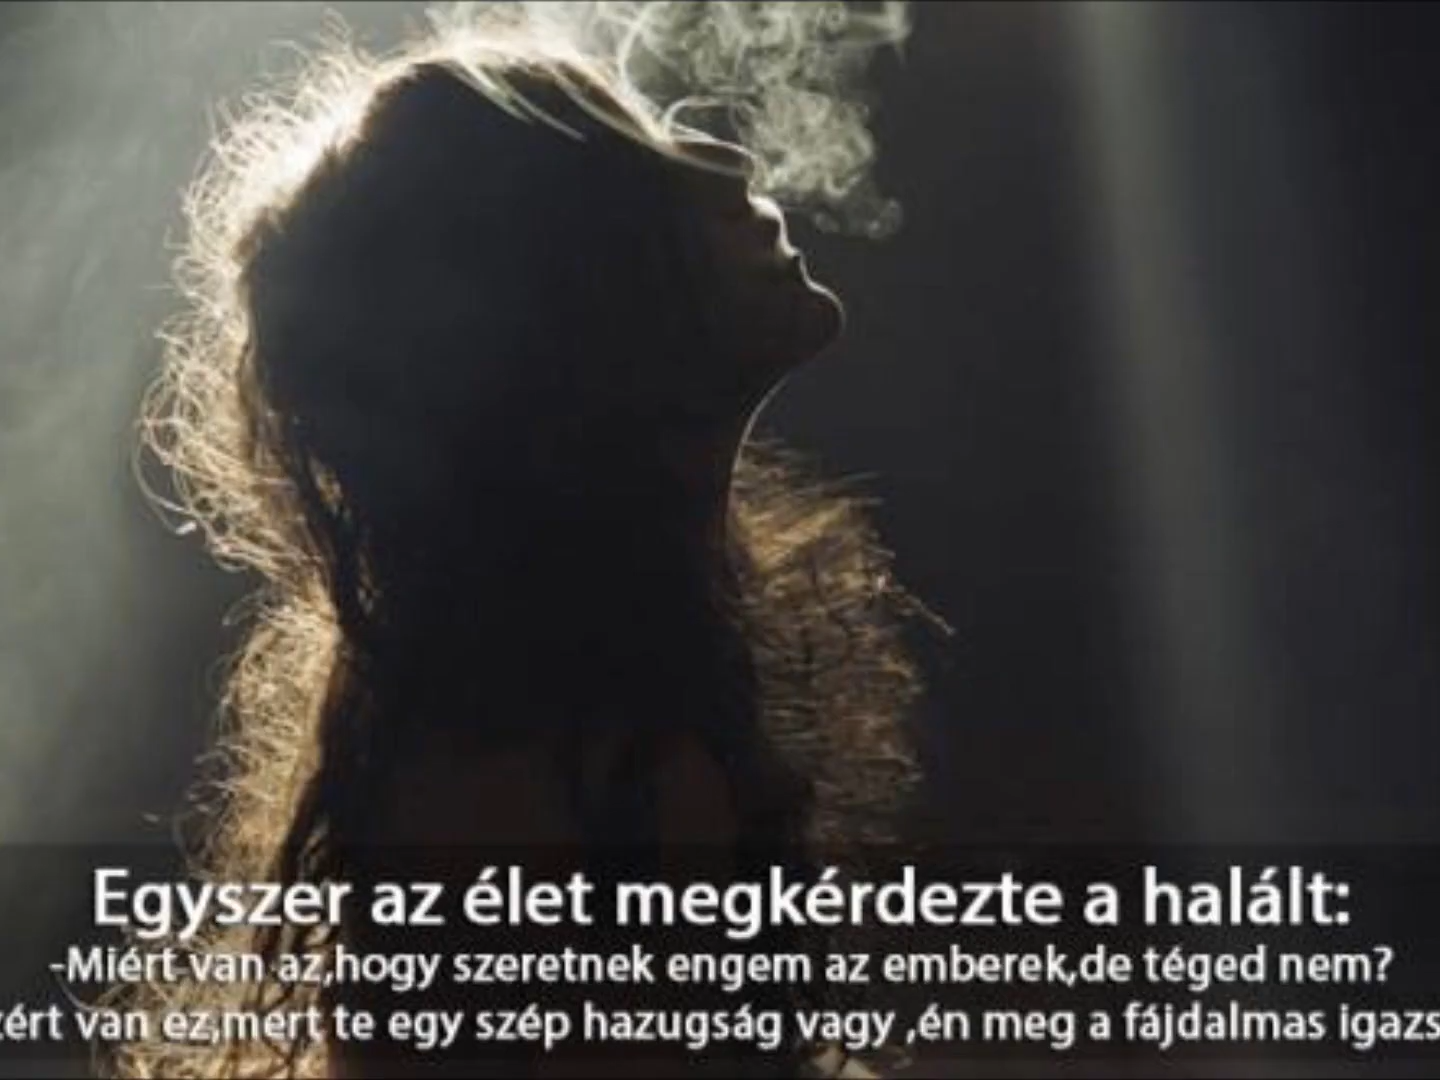 Egyszer az élet megkérdezte a halált:
-Miért van az,hogy szeretnek engem az emberek,de téged nem?
van ez,mert te egy szép hazugság vagy ,én meg a fájdalmas